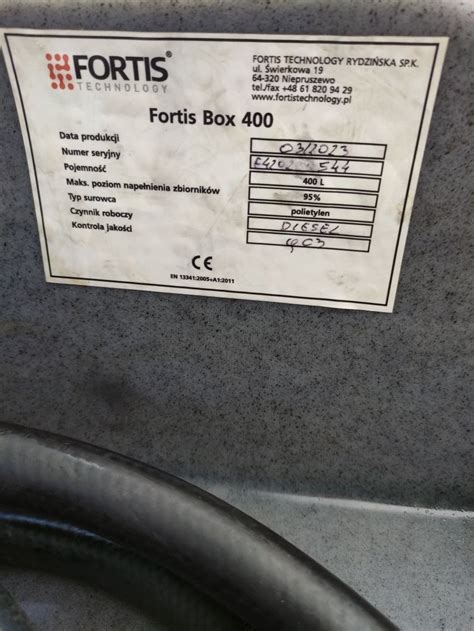 FORTIS®
TECHNOLOGY
FORTIS TECHNOLOGY RYDZIŃSKA SP.K.
ul. Świerkowa 19
64-320 Niepruszewo
tel./fax +48 61 820 94 29
www.fortistechnology.pl
Fortis Box 400
Data produkcji 03/2023
Numer seryjny
Pojemność 400 L
Maks. poziom napełnienia zbiorników 95%
Typ surowca polietylen
Czynnik roboczy DIESEL
Kontrola jakości
CE
EN 13341:2005+A1:2011